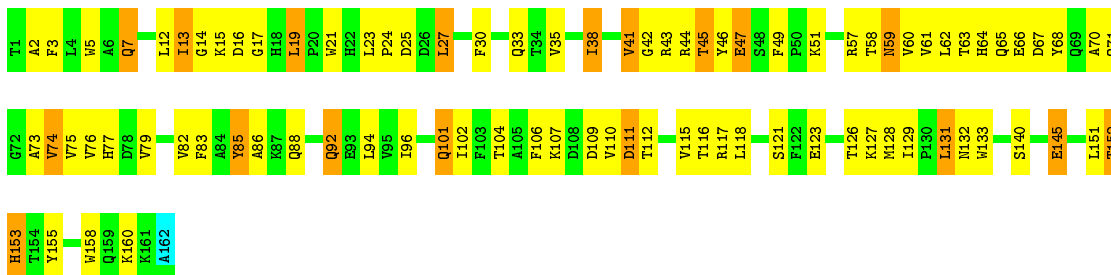 T1 A2 F3 L4 W5 A6 Q7 L12 I13 G14 K15 D16 G17 H18 L19 P20 W21 H22 L23 P24 D25 D26 L27 F30 Q33 T34 V35 I38 V41 G42 R43 R44 T45 Y46 E47 S48 F49 P50 K51 R57 T58 N59 V60 V61 L62 T63 H64 Q65 E66 D67 Y68 Q69 A70
G72 A73 V74 V75 V76 H77 D78 V79 V82 F83 A84 Y85 A86 K87 Q88 Q92 E93 L94 V95 I96 Q101 I102 F103 T104 A105 F106 K107 D108 D109 V110 D111 T112 V115 T116 R117 L118 S121 F122 E123 T126 K127 M128 I129 P130 L131 N132 W133 S140 E145 L151
H153 T154 Y155 W158 Q159 K160 K161 A162